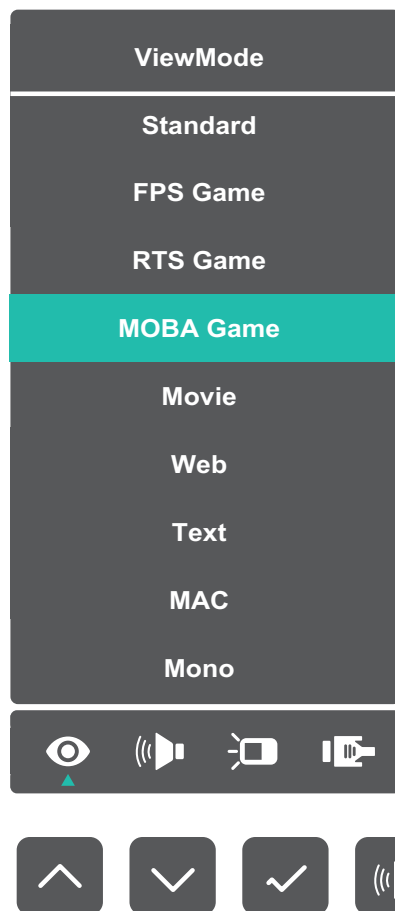 ViewMode
Standard
FPS Game
RTS Game
MOBA Game
Movie
Web
Text
MAC
Mono